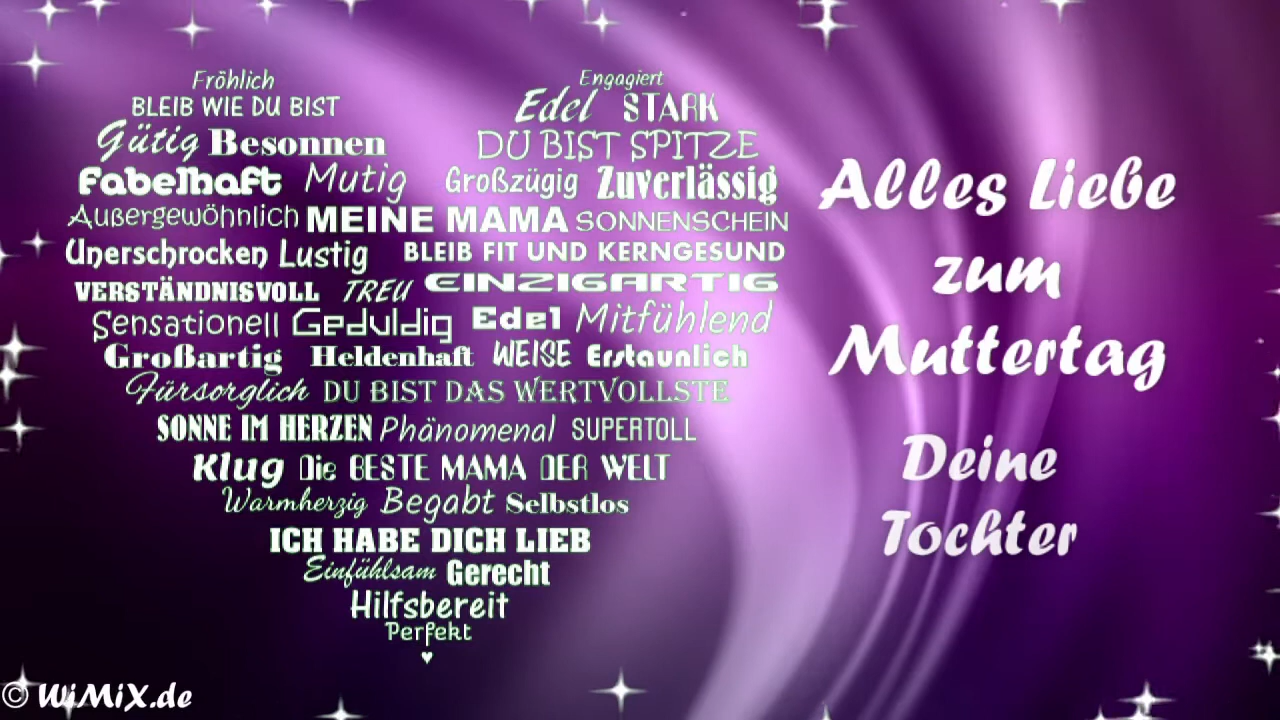 Fröhlich
Engagiert
BLEIB WIE DU BIST
Edel STARK
Gütig Besonnen
DU BIST SPITZE
Fabelhaft Mutig Großzügig Zuverlässig
Außergewöhnlich MEINE MAMA SONNENSCHEIN
Unerschrocken Lustig BLEIB FIT UND KERNGESUND
VERSTÄNDNISVOLL TREU EINZIGARTIG
Sensationell Geduldig Edel Mitfühlend
Großartig Heldenhaft WEISE Erstaunlich
Fürsorglich DU BIST DAS WERTVOLLSTE
SONNE IM HERZEN Phänomenal SUPERTOLL
Klug Die BESTE MAMA DER WELT
Warmherzig Begabt Selbstlos
ICH HABE DICH LIEB
Einfühlsam Gerecht
Hilfsbereit
Perfekt
♥
Alles Liebe
zum
Muttertag
Deine
Tochter
© WiMiX.de